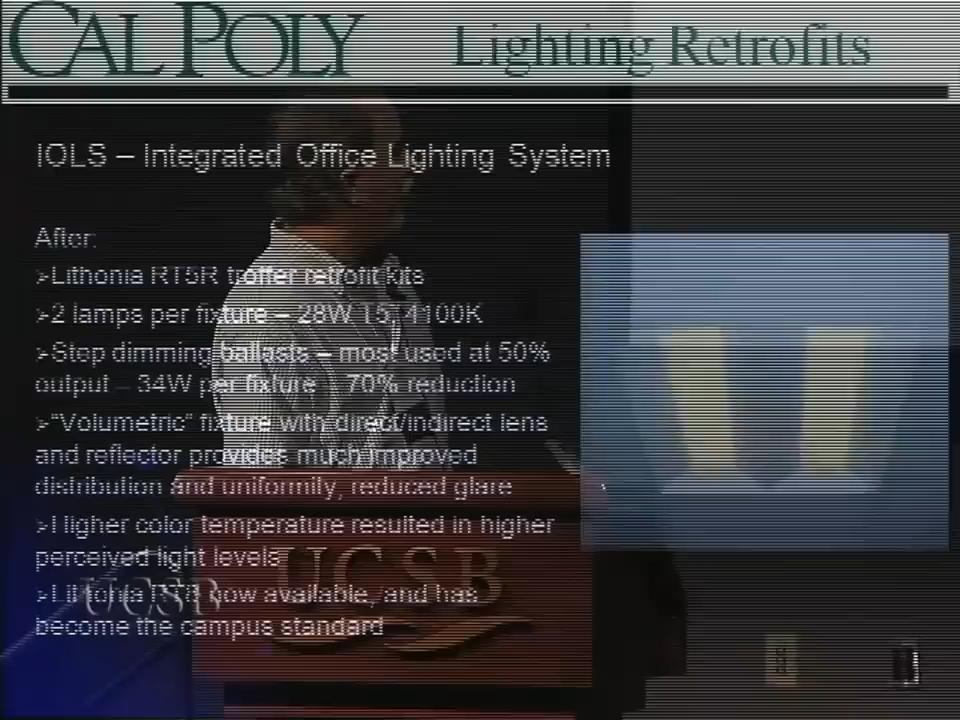 CAL POLY Lighting Retrofits
IOLS – Integrated Office Lighting System
After:
➢Lithonia RT5R troffer retrofit kits
➢2 lamps per fixture – 28W T5, 4100K
➢Step dimming ballasts – most used at 50%
output – 34W per fixture – 70% reduction
➢"Volumetric" fixture with direct/indirect lens
and reflector provides much improved
distribution and uniformity, reduced glare
➢Higher color temperature resulted in higher
perceived light levels
➢Lithonia now available, and has
become the campus standard
UCSB
UCSB